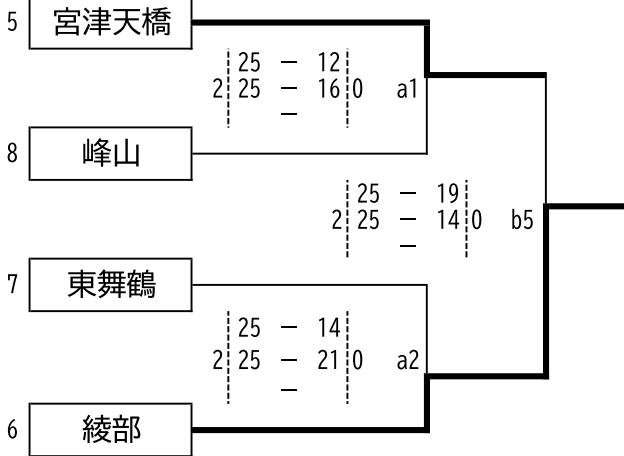 5 宮津天橋
25 － 12
2 25 － 16 0 a1
－
8 峰山
25 － 19
2 25 － 14 0 b5
－
7 東舞鶴
25 － 14
2 25 － 21 0 a2
－
6 綾部